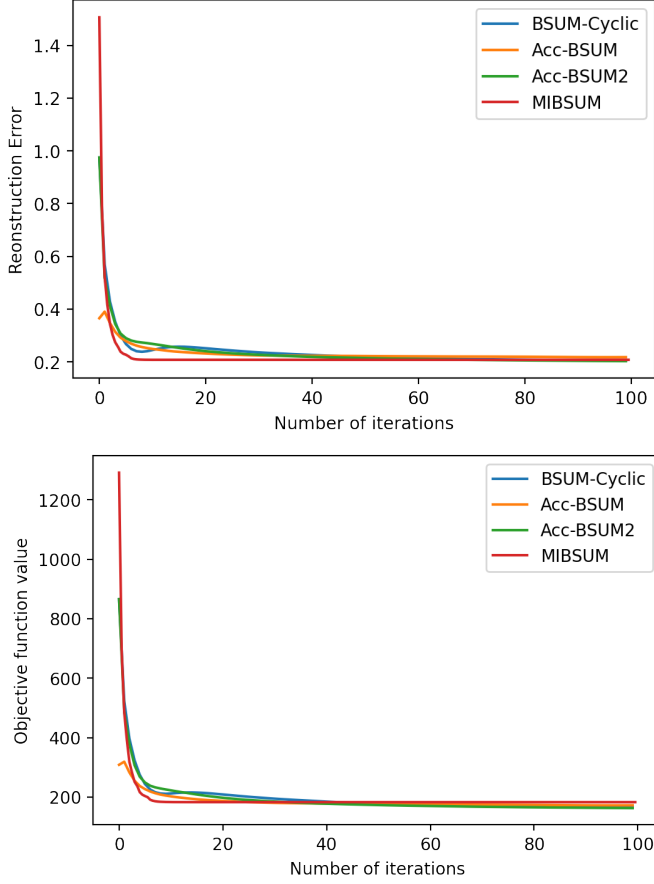 1.4
1.2
1.0
0.8
0.6
0.4
0.2
Reonstruction Error
BSUM-Cyclic
Acc-BSUM
Acc-BSUM2
MIBSUM
0 20 40 60 80 100
Number of iterations
1200
1000
800
600
400
200
Objective function value
BSUM-Cyclic
Acc-BSUM
Acc-BSUM2
MIBSUM
0 20 40 60 80 100
Number of iterations